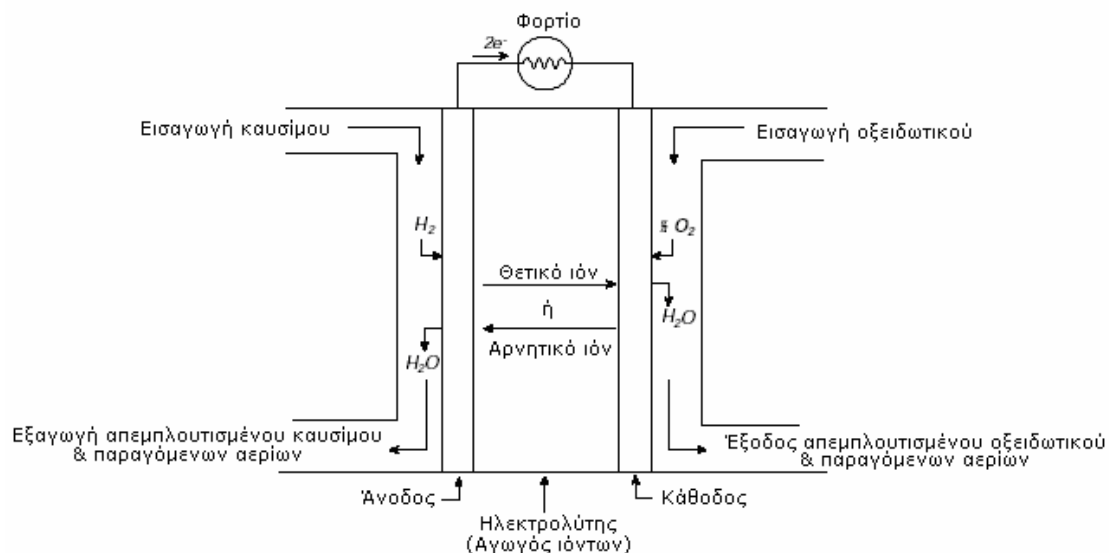 Φορτίο
2e⁻
Εισαγωγή καυσίμου
Εισαγωγή οξειδωτικού
H₂
O₂
Θετικό ιόν
ή
H₂O
Αρνητικό ιόν
H₂O
Εξαγωγή απεμπλουτισμένου καυσίμου
& παραγόμενων αερίων
Έξοδος απεμπλουτισμένου οξειδωτικού
& παραγόμενων αερίων
Άνοδος
Κάθοδος
Ηλεκτρολύτης
(Αγωγός ιόντων)